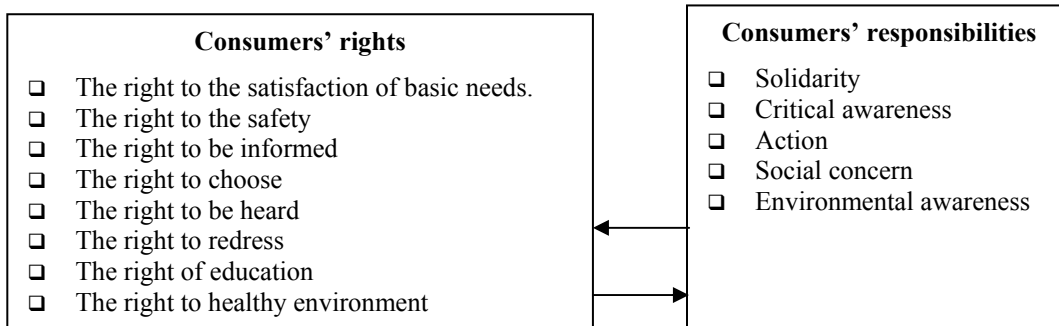 Consumers’ rights
❑ The right to the satisfaction of basic needs.
❑ The right to the safety
❑ The right to be informed
❑ The right to choose
❑ The right to be heard
❑ The right to redress
❑ The right of education
❑ The right to healthy environment
Consumers’ responsibilities
❑ Solidarity
❑ Critical awareness
❑ Action
❑ Social concern
❑ Environmental awareness